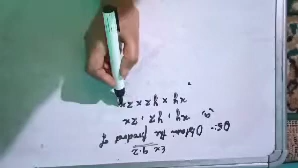 Ex 9.2
Q5:- Obtain the product of
xy, yz, zx
xy × yz × zx